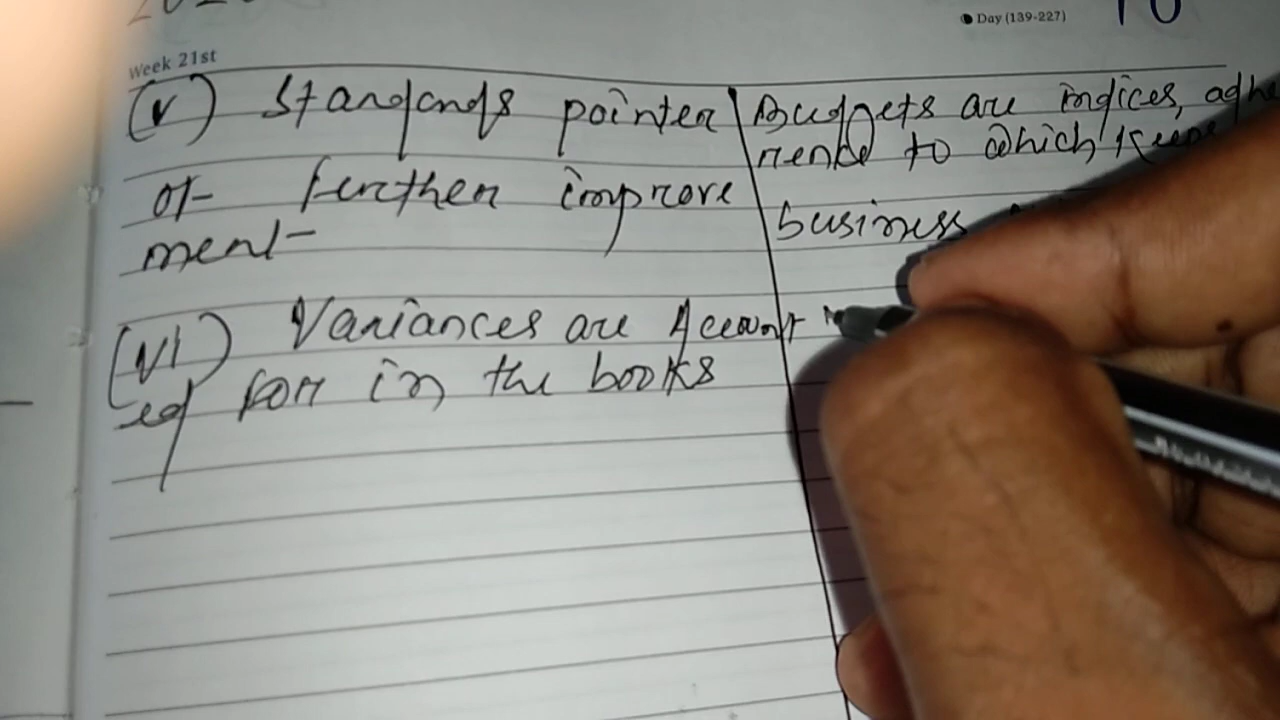 Day (139-227)
Week 21st
(V) Standards pointer
of further improve
ment
Budgets are indices, adhe
rence to which keeps
business
(VI) Variances are Account
ed for in the books